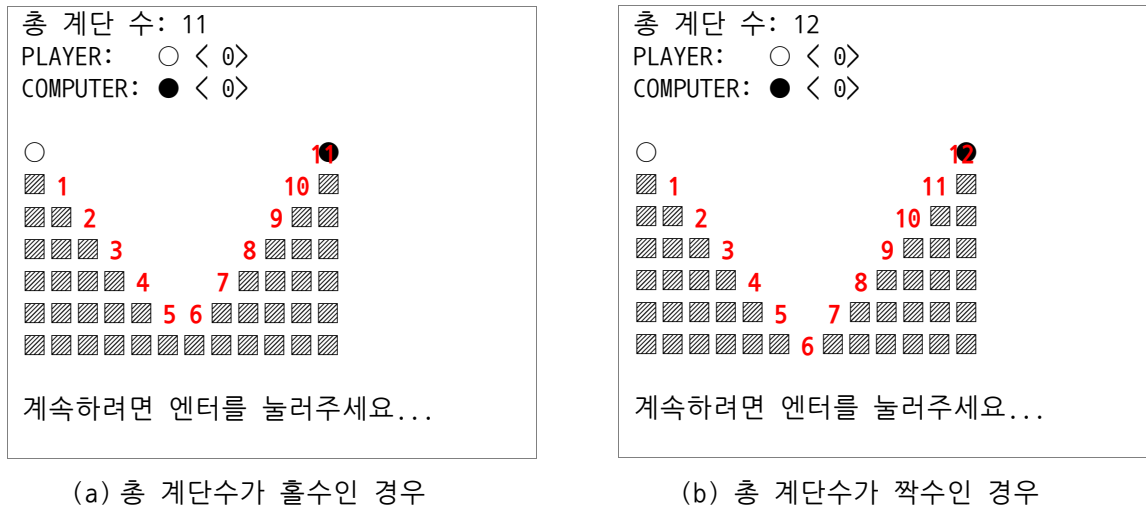 총 계단 수: 11
PLAYER: ○ < 0>
COMPUTER: ● < 0>
○ 11
1 10
2 9
3 8
4 7
5 6
계속하려면 엔터를 눌러주세요...
(a) 총 계단수가 홀수인 경우
총 계단 수: 12
PLAYER: ○ < 0>
COMPUTER: ● < 0>
○ 12
1 11
2 10
3 9
4 8
5 7
6
계속하려면 엔터를 눌러주세요...
(b) 총 계단수가 짝수인 경우